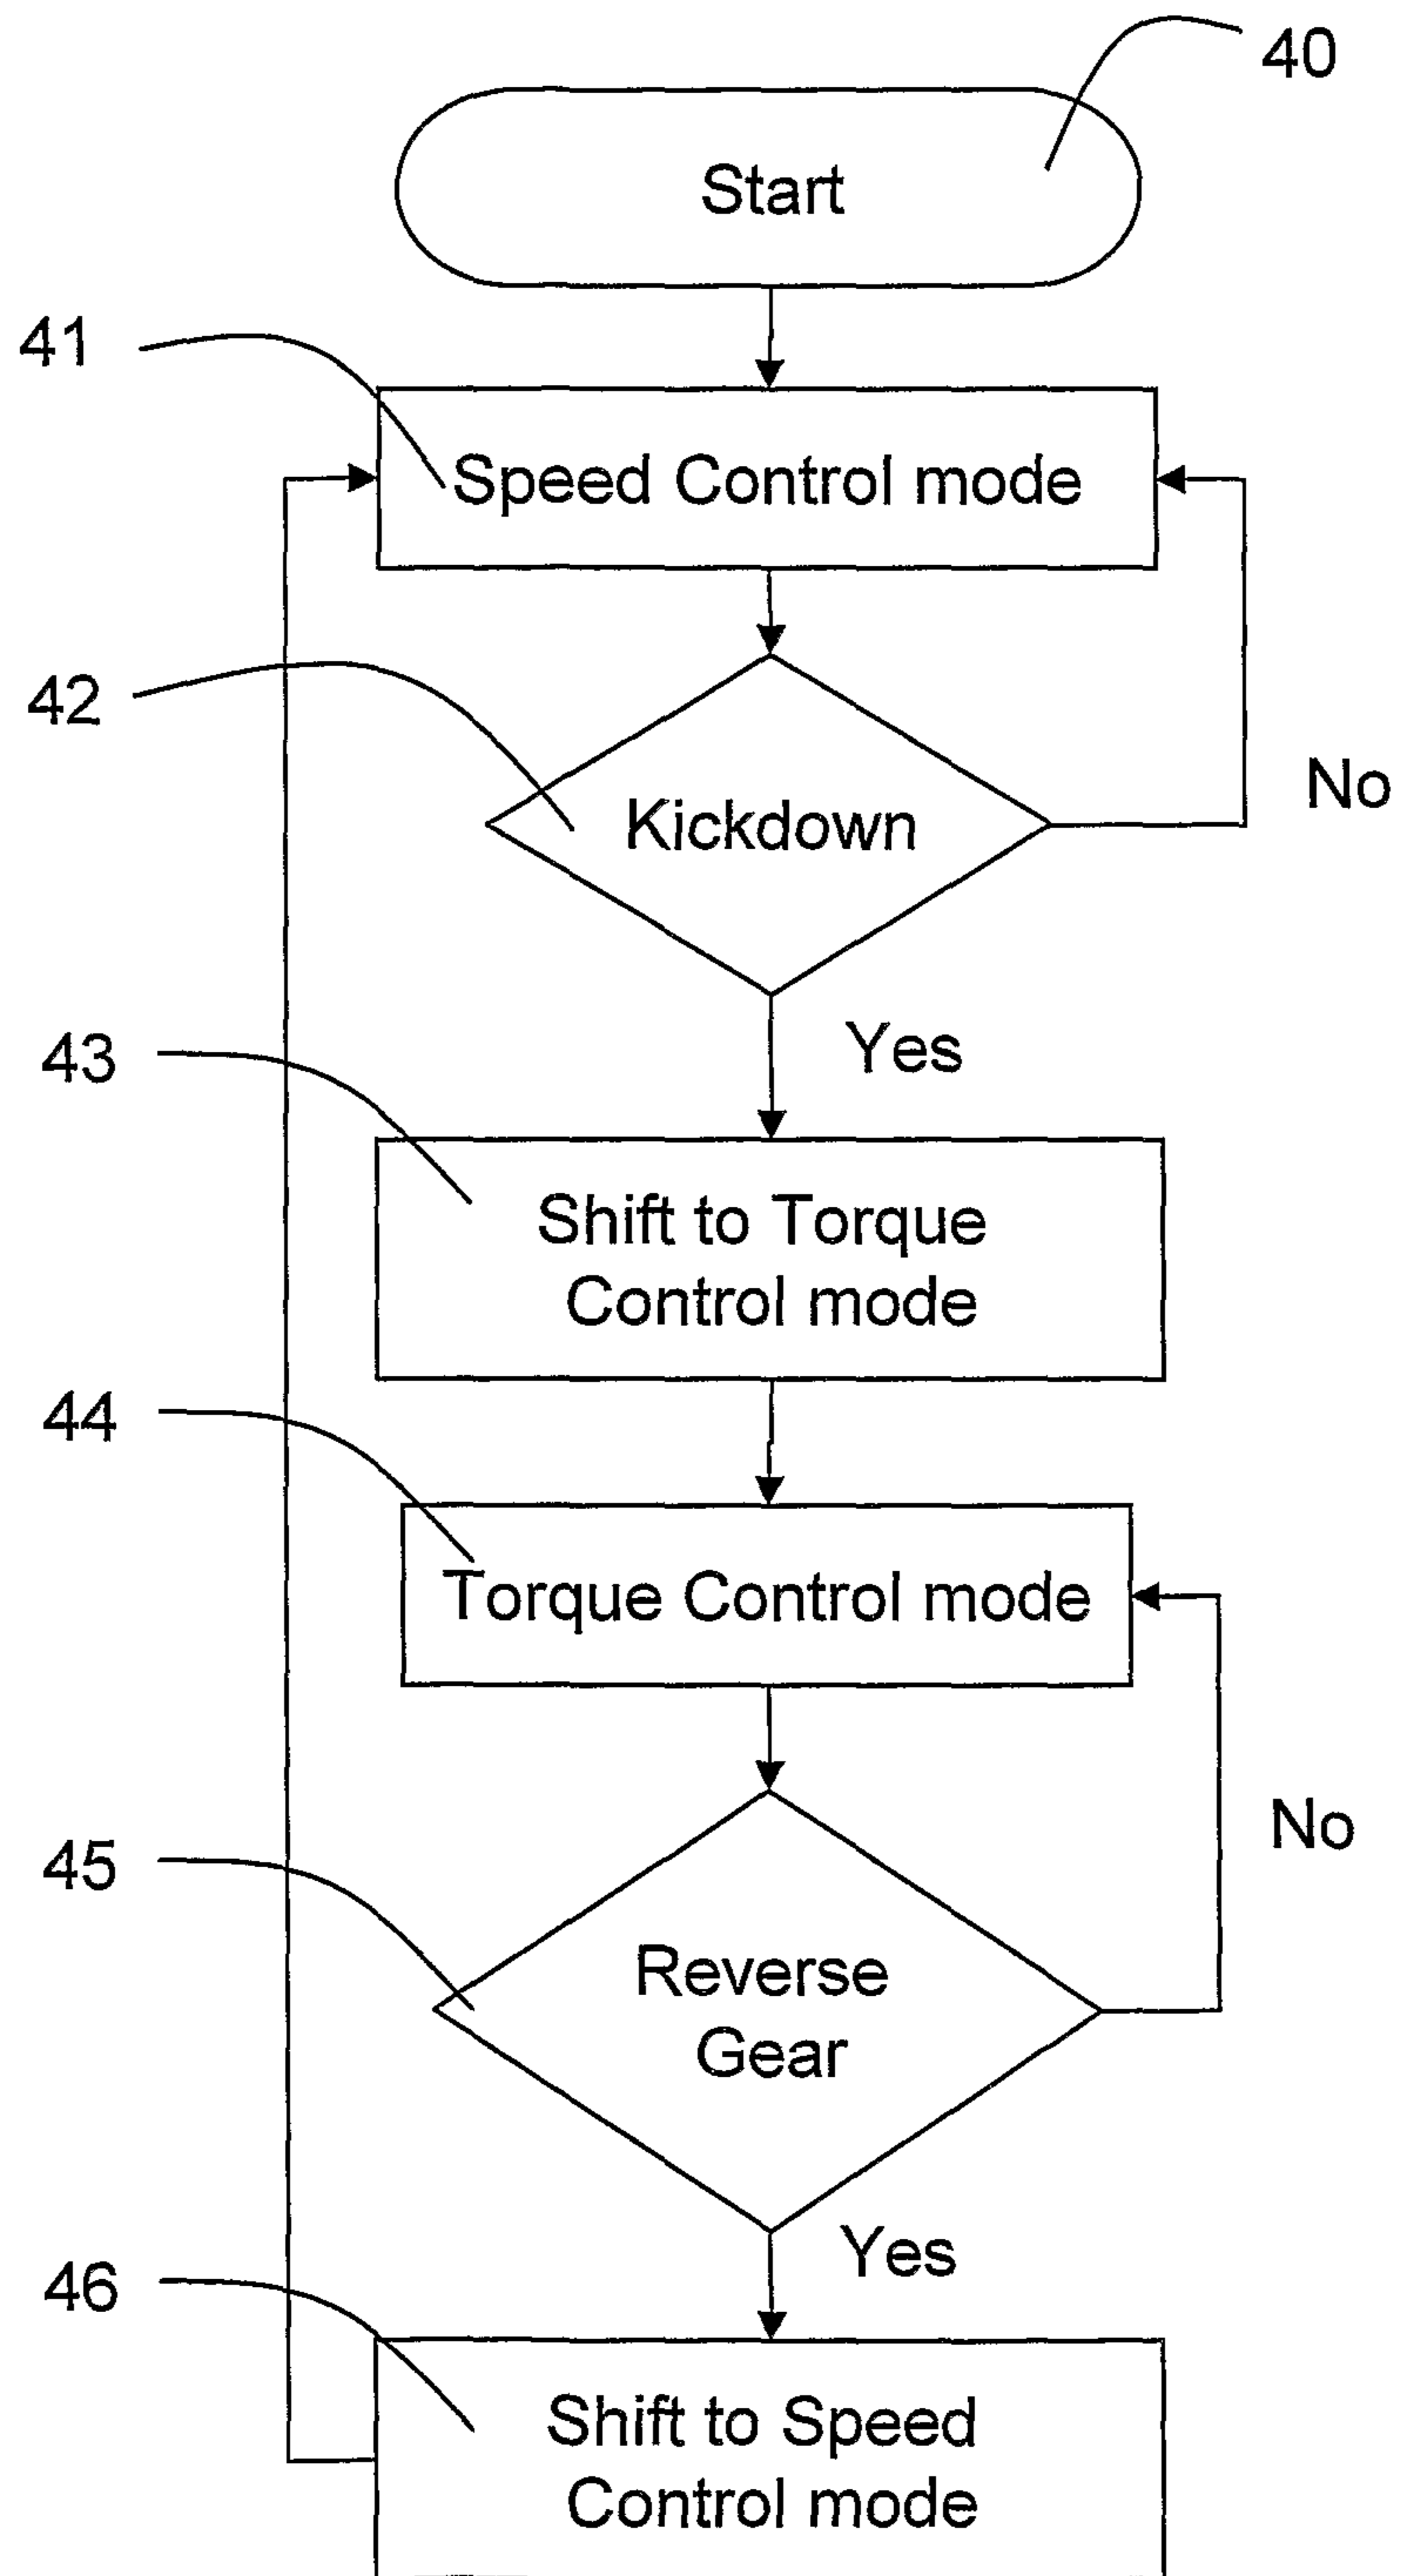 40
Start
41
Speed Control mode
42
Kickdown
No
Yes
43
Shift to Torque
Control mode
44
Torque Control mode
No
45
Reverse
Gear
Yes
46
Shift to Speed
Control mode